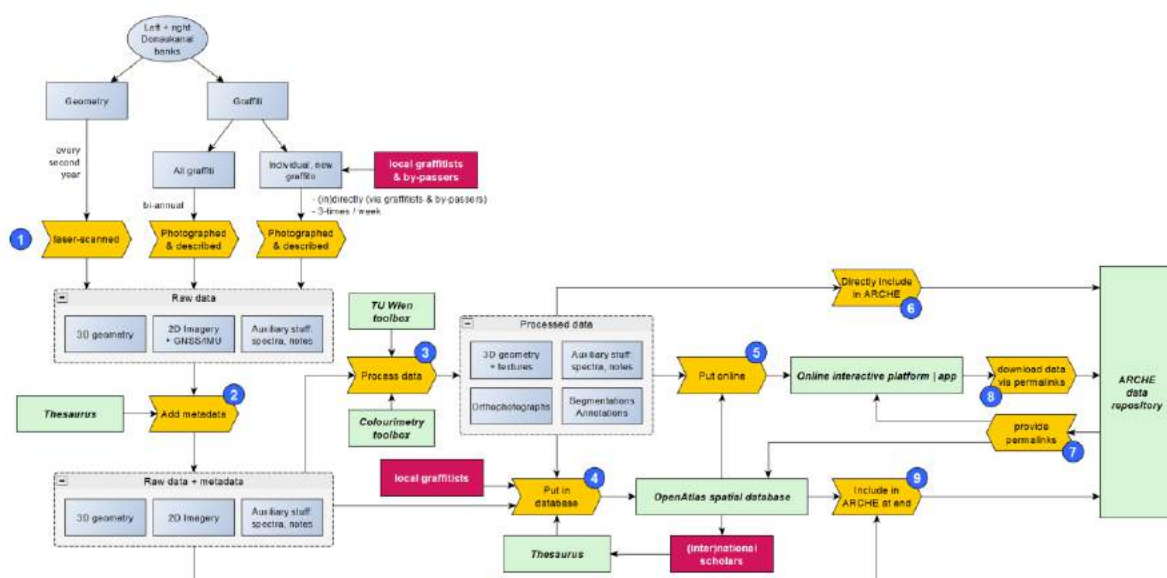 Left + right
Donaukanal
banks
Geometry
Graffiti
every
second
year
All graffiti
Individual, new
graffito
local graffitists
& by-passers
bi-annual
- (in)directly (via graffitists & by-passers)
- 3-times / week
1
laser-scanned
Photographed
& described
Photographed
& described
Raw data
3D geometry
2D Imagery
+ GNSS/IMU
Auxiliary stuff:
spectra, notes
TU Wien
toolbox
Process data
3
Colourimetry
toolbox
Thesaurus
Add metadata
2
Raw data + metadata
3D geometry
2D Imagery
Auxiliary stuff:
spectra, notes
Processed data
3D geometry
+ textures
Auxiliary stuff:
spectra, notes
Orthophotographs
Segmentations
Annotations
Directly include
in ARCHE
6
Put online
5
Online interactive platform | app
download data
via permalinks
8
provide
permalinks
7
ARCHE
data
repository
local graffitists
Put in
database
4
OpenAtlas spatial database
Include in
ARCHE at end
9
Thesaurus
(inter)national
scholars